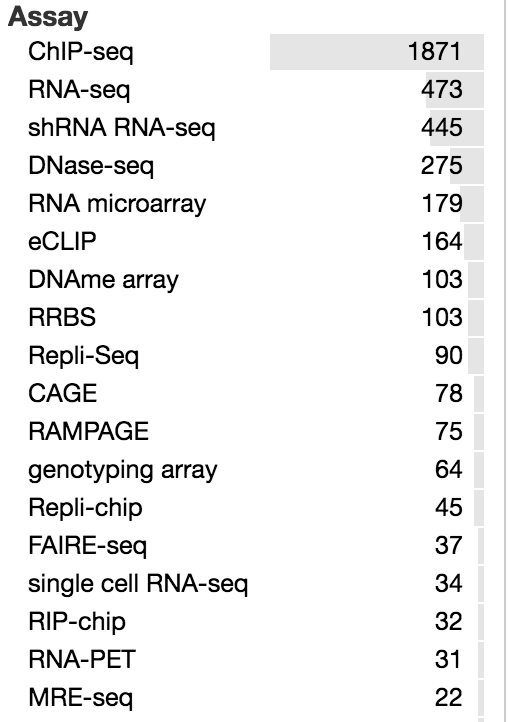 Assay
ChIP-seq 1871
RNA-seq 473
shRNA RNA-seq 445
DNase-seq 275
RNA microarray 179
eCLIP 164
DNAme array 103
RRBS 103
Repli-Seq 90
CAGE 78
RAMPAGE 75
genotyping array 64
Repli-chip 45
FAIRE-seq 37
single cell RNA-seq 34
RIP-chip 32
RNA-PET 31
MRE-seq 22